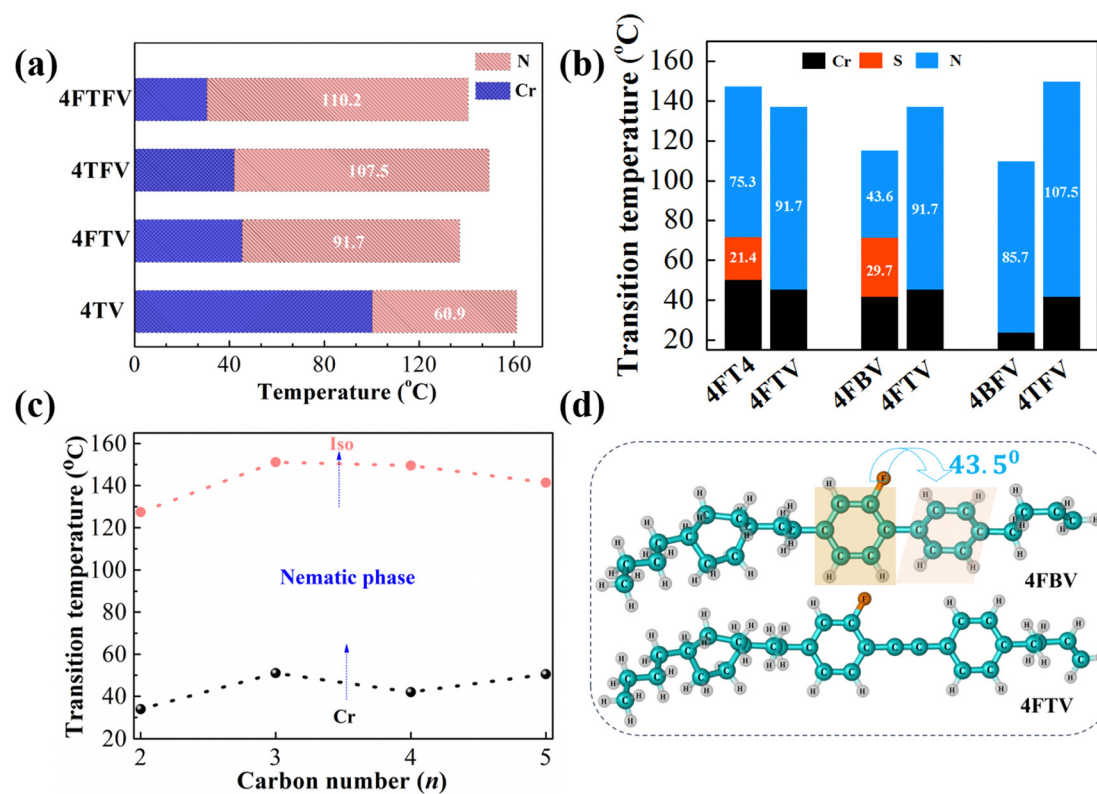 (a)
N
Cr
4FTFV
110.2
4TFV
107.5
4FTV
91.7
4TV
60.9
0 40 80 120 160
Temperature (°C)
(b)
Transition temperature (°C)
Cr S N
160
140
120
100
80
60
40
20
75.3
21.4
91.7
43.6
29.7
91.7
85.7
107.5
4FT4 4FTV 4FBV 4FTV 4BFV 4TFV
(c)
Transition temperature (°C)
160
140
120
100
80
60
40
20
Iso
Nematic phase
Cr
2 3 4 5
Carbon number (n)
(d)
43.5⁰
4FBV
4FTV